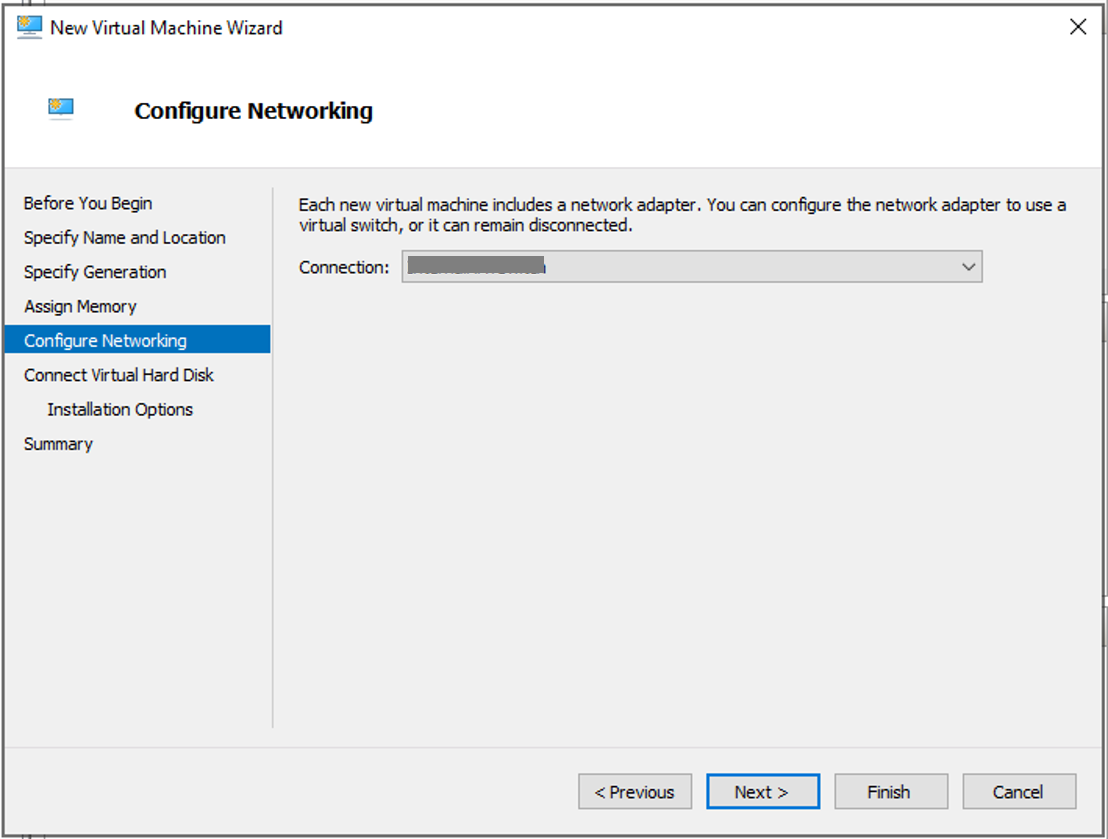 New Virtual Machine Wizard
Configure Networking
Before You Begin
Specify Name and Location
Specify Generation
Assign Memory
Configure Networking
Connect Virtual Hard Disk
Installation Options
Summary
Each new virtual machine includes a network adapter. You can configure the network adapter to use a
virtual switch, or it can remain disconnected.
Connection:
< Previous
Next >
Finish
Cancel